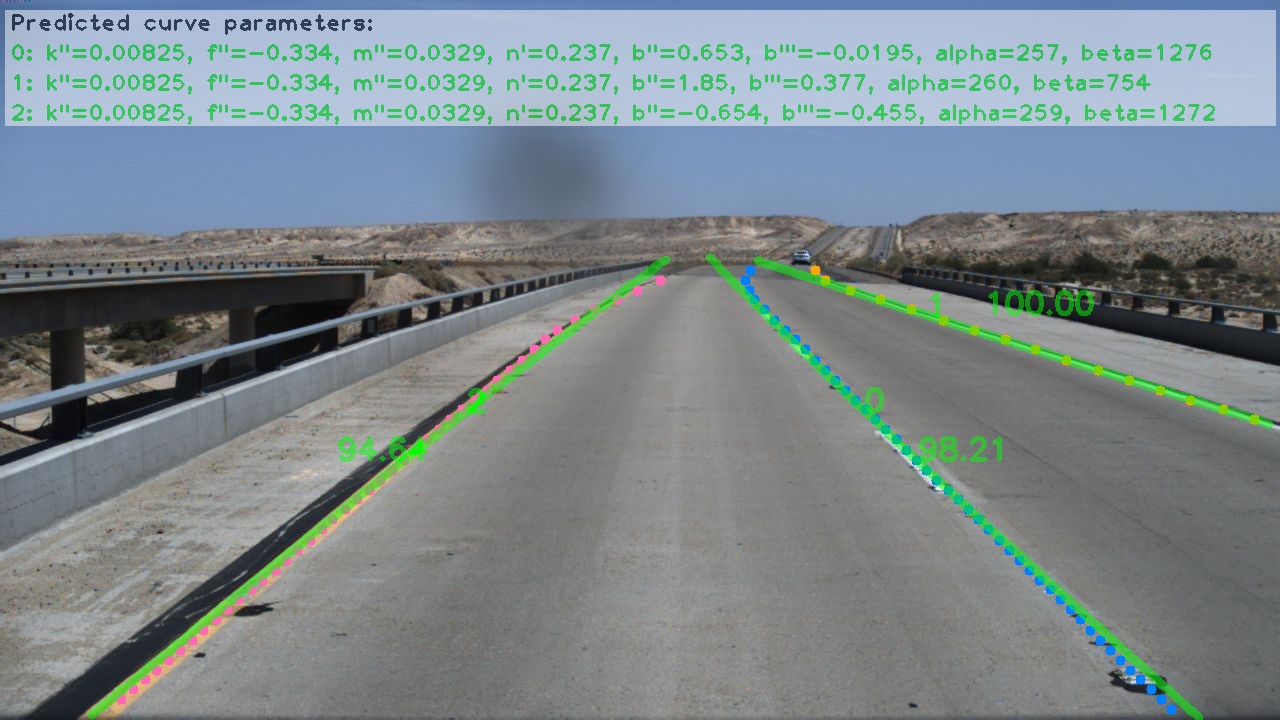 Predicted curve parameters:
0: k''=0.00825, f''=-0.334, m''=0.0329, n'=0.237, b''=0.653, b'''=-0.0195, alpha=257, beta=1276
1: k''=0.00825, f''=-0.334, m''=0.0329, n'=0.237, b''=1.85, b'''=0.377, alpha=260, beta=754
2: k''=0.00825, f''=-0.334, m''=0.0329, n'=0.237, b''=-0.654, b'''=-0.455, alpha=259, beta=1272
1 100.00
2 0
94.64 98.21